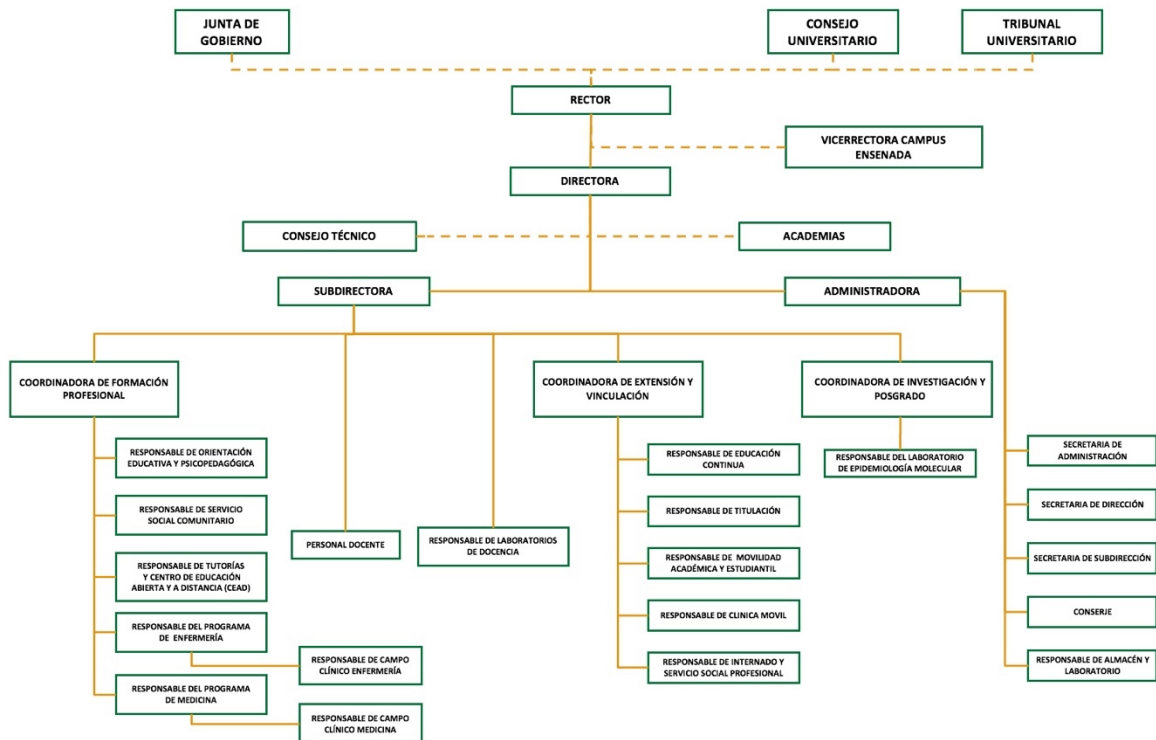 JUNTA DE
GOBIERNO
CONSEJO
UNIVERSITARIO
TRIBUNAL
UNIVERSITARIO
RECTOR
VICERRECTORA CAMPUS
ENSENADA
DIRECTORA
CONSEJO TÉCNICO
ACADEMIAS
SUBDIRECTORA
ADMINISTRADORA
COORDINADORA DE FORMACIÓN
PROFESIONAL
COORDINADORA DE EXTENSIÓN Y
VINCULACIÓN
COORDINADORA DE INVESTIGACIÓN Y
POSGRADO
RESPONSABLE DE ORIENTACIÓN
EDUCATIVA Y PSICOPEDAGÓGICA
RESPONSABLE DE SERVICIO
SOCIAL COMUNITARIO
RESPONSABLE DE TUTORÍAS
Y CENTRO DE EDUCACIÓN
ABIERTA Y A DISTANCIA (CEAD)
RESPONSABLE DEL PROGRAMA
DE ENFERMERÍA
RESPONSABLE DE CAMPO
CLÍNICO ENFERMERÍA
RESPONSABLE DEL PROGRAMA
DE MEDICINA
RESPONSABLE DE CAMPO
CLÍNICO MEDICINA
PERSONAL DOCENTE
RESPONSABLE DE LABORATORIOS
DE DOCENCIA
RESPONSABLE DE EDUCACIÓN
CONTINUA
RESPONSABLE DE TITULACIÓN
RESPONSABLE DE MOVILIDAD
ACADÉMICA Y ESTUDIANTIL
RESPONSABLE DE CLINICA MOVIL
RESPONSABLE DE INTERNADO Y
SERVICIO SOCIAL PROFESIONAL
RESPONSABLE DEL LABORATORIO
DE EPIDEMIOLOGÍA MOLECULAR
SECRETARIA DE
ADMINISTRACIÓN
SECRETARIA DE DIRECCIÓN
SECRETARIA DE SUBDIRECCIÓN
CONSERJE
RESPONSABLE DE ALMACÉN Y
LABORATORIO